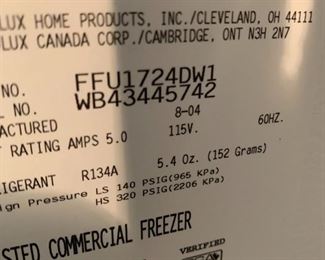 LUX HOME PRODUCTS, INC./CLEVELAND, OH 44111
LUX CANADA CORP./CAMBRIDGE, ONT N3H 2N7
NO. FFU1724DW1
L NO. WB43445742
ACTURED 8-04
T RATING AMPS 5.0 115V. 60HZ.
RIGERANT R134A 5.4 Oz. (152 Grams)
ign Pressure LS 140 PSIG(965 KPa)
HS 320 PSIG(2206 KPa)
STED COMMERCIAL FREEZER
VERIFIED